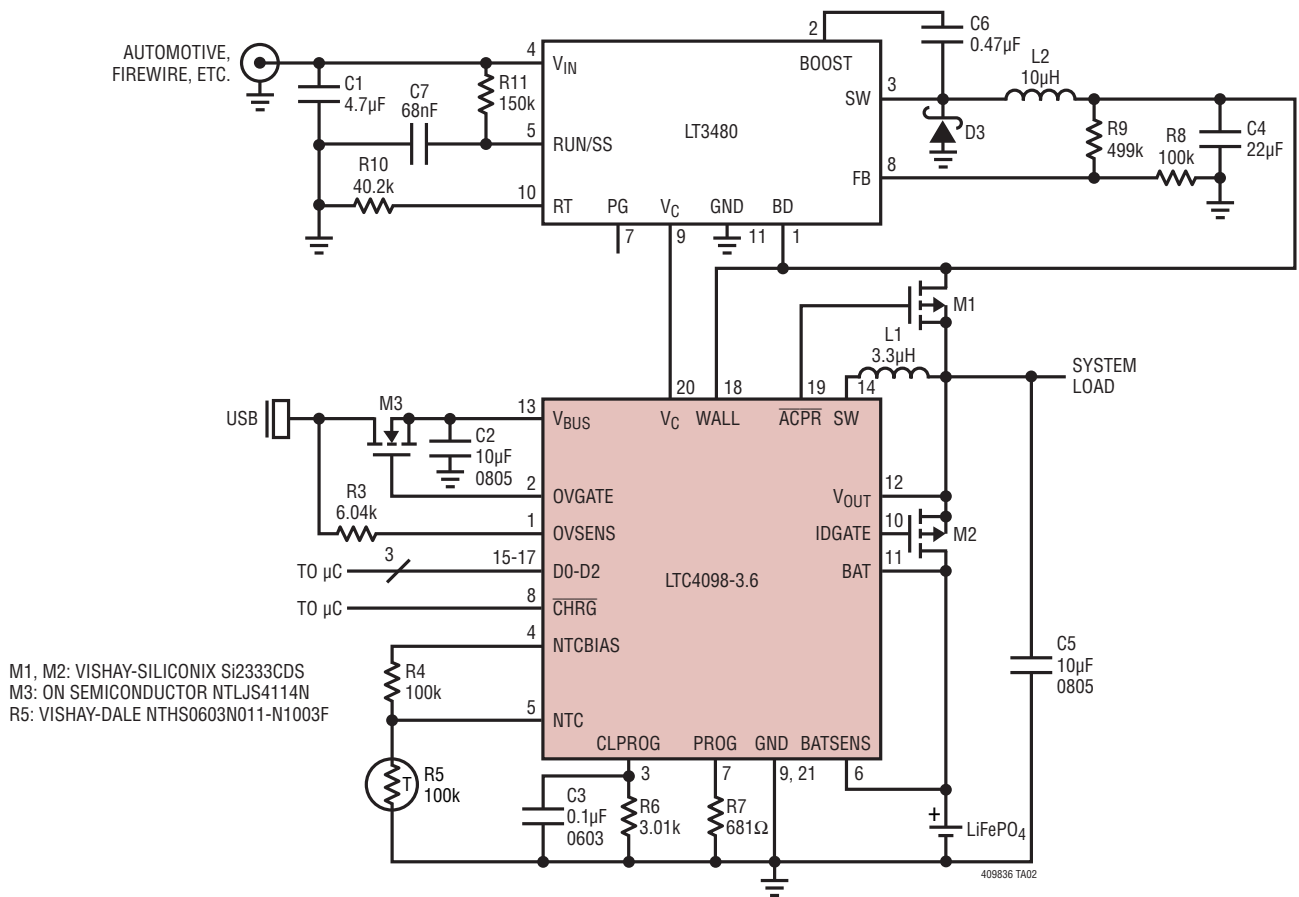 AUTOMOTIVE,
FIREWIRE, ETC.
C1
4.7µF
C7
68nF
R11
150k
R10
40.2k
4
VIN
5
RUN/SS
10
RT
PG
7
VC
9
GND
11
BD
1
LT3480
2
BOOST
SW
3
FB
8
C6
0.47µF
D3
L2
10µH
R9
499k
R8
100k
C4
22µF
M1
L1
3.3µH
SYSTEM
LOAD
20
VC
18
WALL
19
ACPR
14
SW
USB
M3
C2
10µF
0805
R3
6.04k
13
VBUS
2
OVGATE
1
OVSENS
TO µC
3
15-17
D0-D2
TO µC
8
CHRG
4
NTCBIAS
5
NTC
LTC4098-3.6
12
VOUT
10
IDGATE
11
BAT
M2
C5
10µF
0805
R4
100k
T
R5
100k
CLPROG
3
PROG
7
GND
9, 21
BATSENS
6
C3
0.1µF
0603
R6
3.01k
R7
681Ω
+
LiFePO4
M1, M2: VISHAY-SILICONIX Si2333CDS
M3: ON SEMICONDUCTOR NTLJS4114N
R5: VISHAY-DALE NTHS0603N011-N1003F
409836 TA02